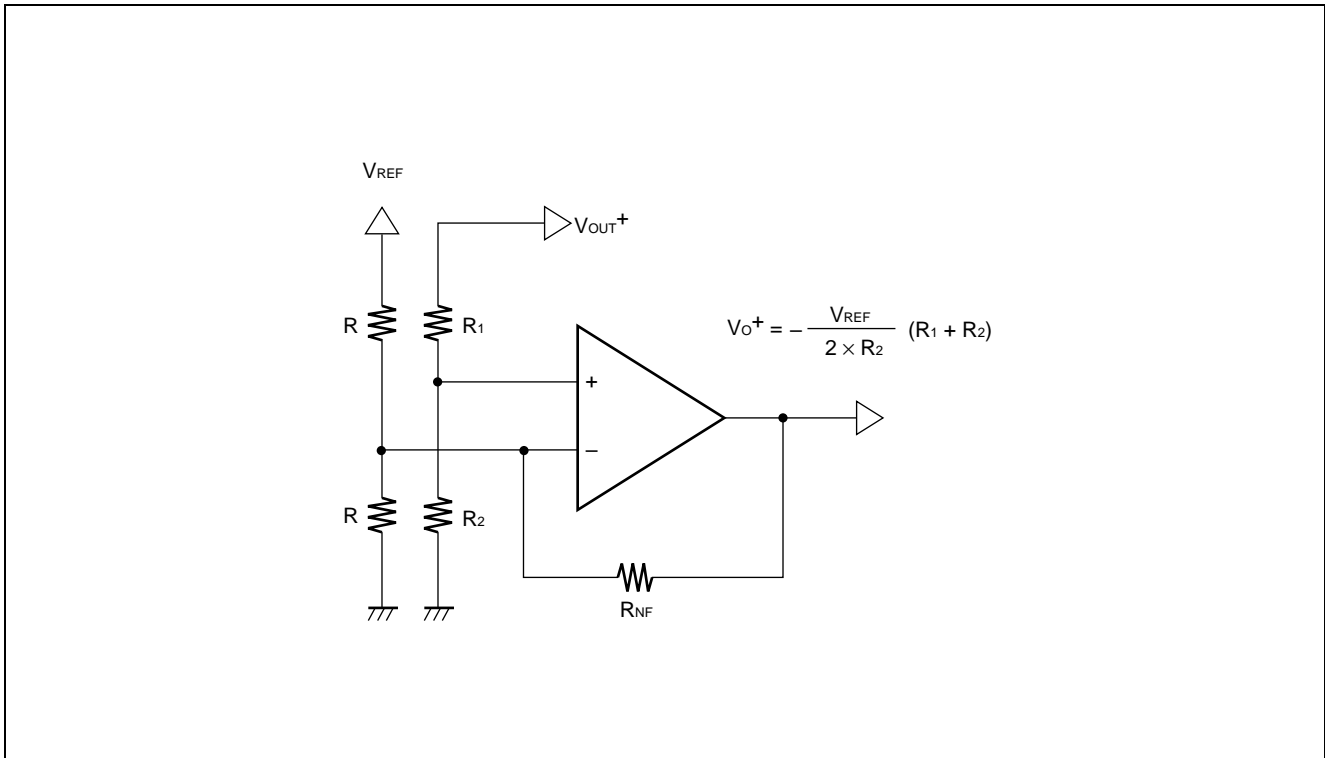 VREF
VOUT+
R
R1
VO+ = – VREF / 2 × R2 (R1 + R2)
+
–
R
R2
RNF